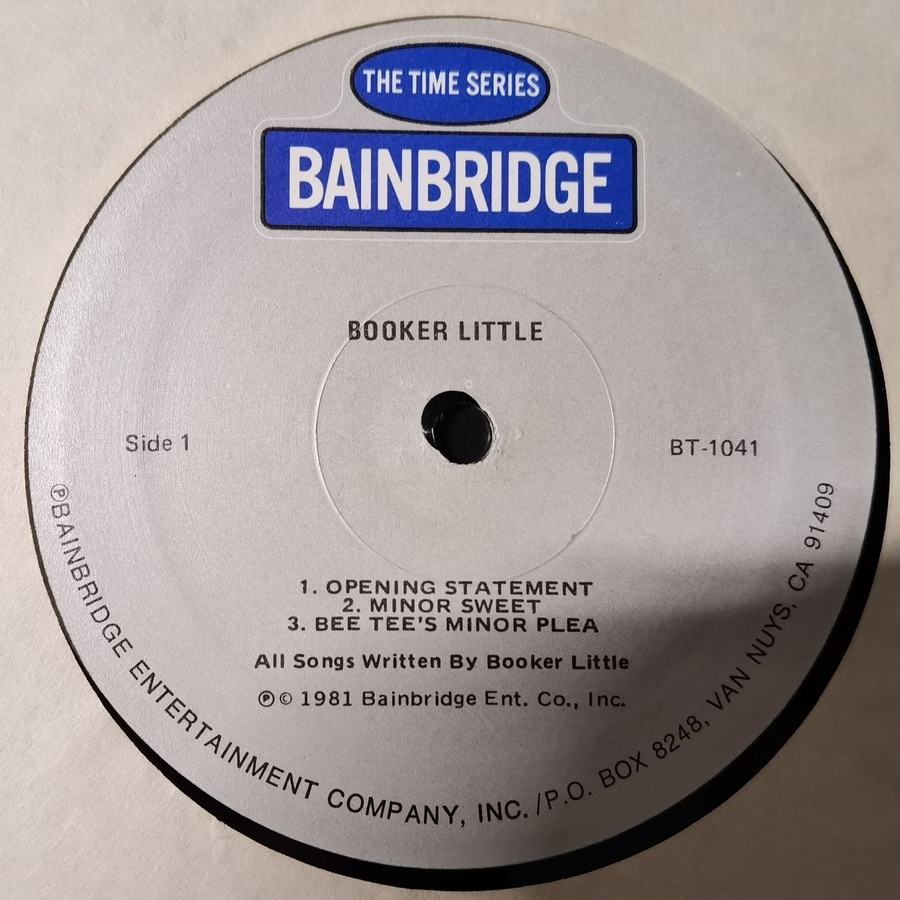 THE TIME SERIES
BAINBRIDGE
BOOKER LITTLE
Side 1
BT-1041
1. OPENING STATEMENT
2. MINOR SWEET
3. BEE TEE'S MINOR PLEA
All Songs Written By Booker Little
℗ © 1981 Bainbridge Ent. Co., Inc.
℗BAINBRIDGE ENTERTAINMENT COMPANY, INC. /P.O. BOX 8248, VAN NUYS, CA 91409